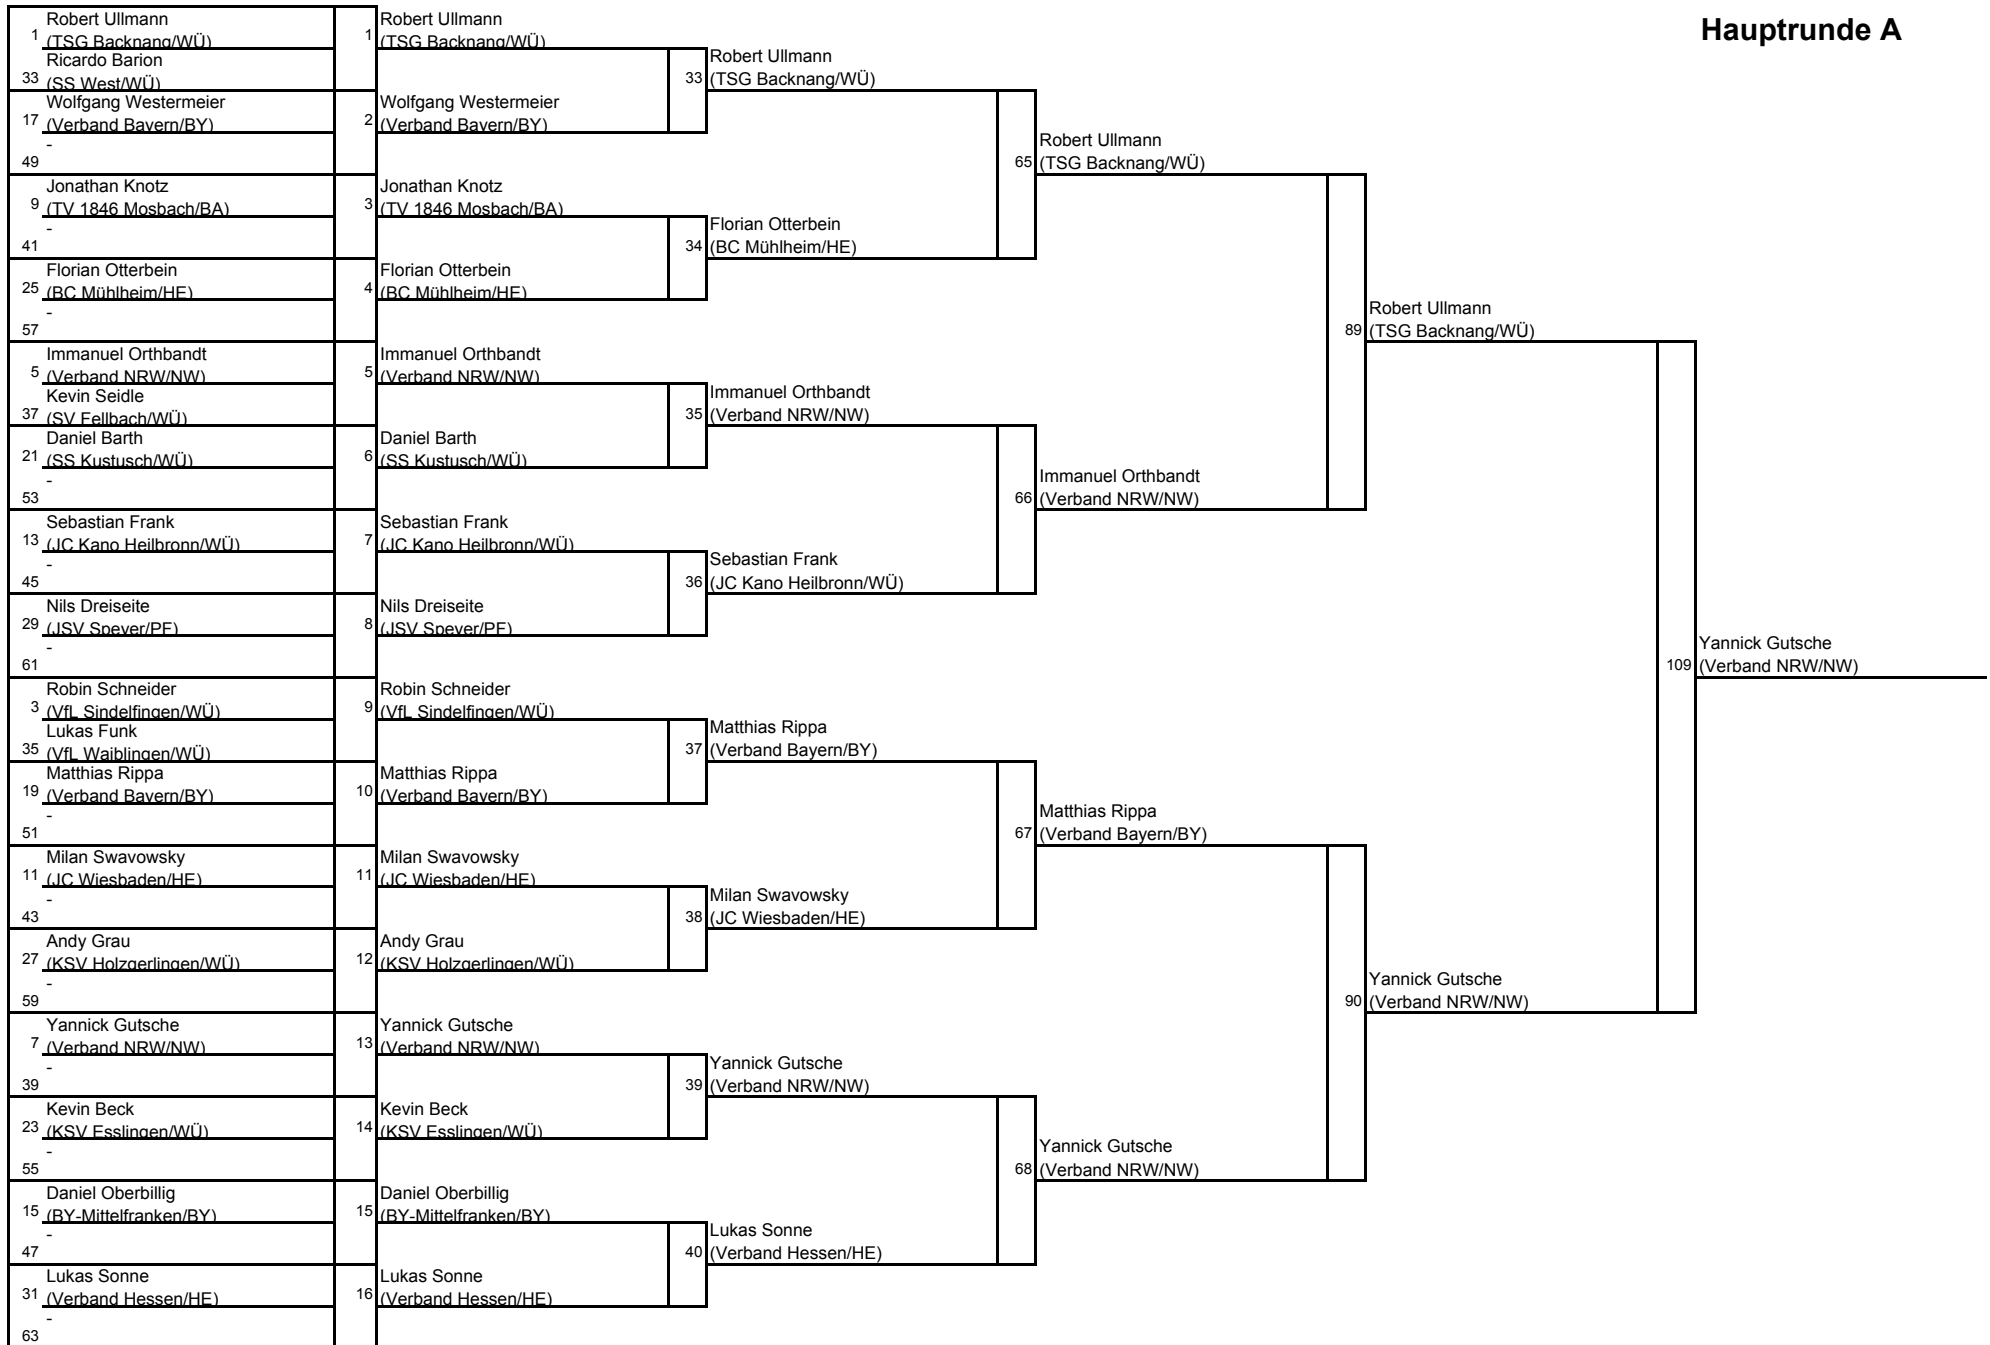 Hauptrunde A
1
Robert Ullmann
(TSG Backnang/WÜ)
33
Ricardo Barion
(SS West/WÜ)
17
Wolfgang Westermeier
(Verband Bayern/BY)
49
-
9
Jonathan Knotz
(TV 1846 Mosbach/BA)
41
-
25
Florian Otterbein
(BC Mühlheim/HE)
57
-
5
Immanuel Orthbandt
(Verband NRW/NW)
37
Kevin Seidle
(SV Fellbach/WÜ)
21
Daniel Barth
(SS Kustusch/WÜ)
53
-
13
Sebastian Frank
(JC Kano Heilbronn/WÜ)
45
-
29
Nils Dreiseite
(JSV Speyer/PF)
61
-
3
Robin Schneider
(VfL Sindelfingen/WÜ)
35
Lukas Funk
(VfL Waiblingen/WÜ)
19
Matthias Rippa
(Verband Bayern/BY)
51
-
11
Milan Swavowsky
(JC Wiesbaden/HE)
43
-
27
Andy Grau
(KSV Holzgerlingen/WÜ)
59
-
7
Yannick Gutsche
(Verband NRW/NW)
39
-
23
Kevin Beck
(KSV Esslingen/WÜ)
55
-
15
Daniel Oberbillig
(BY-Mittelfranken/BY)
47
-
31
Lukas Sonne
(Verband Hessen/HE)
63
-
1
Robert Ullmann
(TSG Backnang/WÜ)
2
Wolfgang Westermeier
(Verband Bayern/BY)
3
Jonathan Knotz
(TV 1846 Mosbach/BA)
4
Florian Otterbein
(BC Mühlheim/HE)
5
Immanuel Orthbandt
(Verband NRW/NW)
6
Daniel Barth
(SS Kustusch/WÜ)
7
Sebastian Frank
(JC Kano Heilbronn/WÜ)
8
Nils Dreiseite
(JSV Speyer/PF)
9
Robin Schneider
(VfL Sindelfingen/WÜ)
10
Matthias Rippa
(Verband Bayern/BY)
11
Milan Swavowsky
(JC Wiesbaden/HE)
12
Andy Grau
(KSV Holzgerlingen/WÜ)
13
Yannick Gutsche
(Verband NRW/NW)
14
Kevin Beck
(KSV Esslingen/WÜ)
15
Daniel Oberbillig
(BY-Mittelfranken/BY)
16
Lukas Sonne
(Verband Hessen/HE)
33
Robert Ullmann
(TSG Backnang/WÜ)
34
Florian Otterbein
(BC Mühlheim/HE)
35
Immanuel Orthbandt
(Verband NRW/NW)
36
Sebastian Frank
(JC Kano Heilbronn/WÜ)
37
Matthias Rippa
(Verband Bayern/BY)
38
Milan Swavowsky
(JC Wiesbaden/HE)
39
Yannick Gutsche
(Verband NRW/NW)
40
Lukas Sonne
(Verband Hessen/HE)
65
Robert Ullmann
(TSG Backnang/WÜ)
66
Immanuel Orthbandt
(Verband NRW/NW)
67
Matthias Rippa
(Verband Bayern/BY)
68
Yannick Gutsche
(Verband NRW/NW)
89
Robert Ullmann
(TSG Backnang/WÜ)
90
Yannick Gutsche
(Verband NRW/NW)
109
Yannick Gutsche
(Verband NRW/NW)